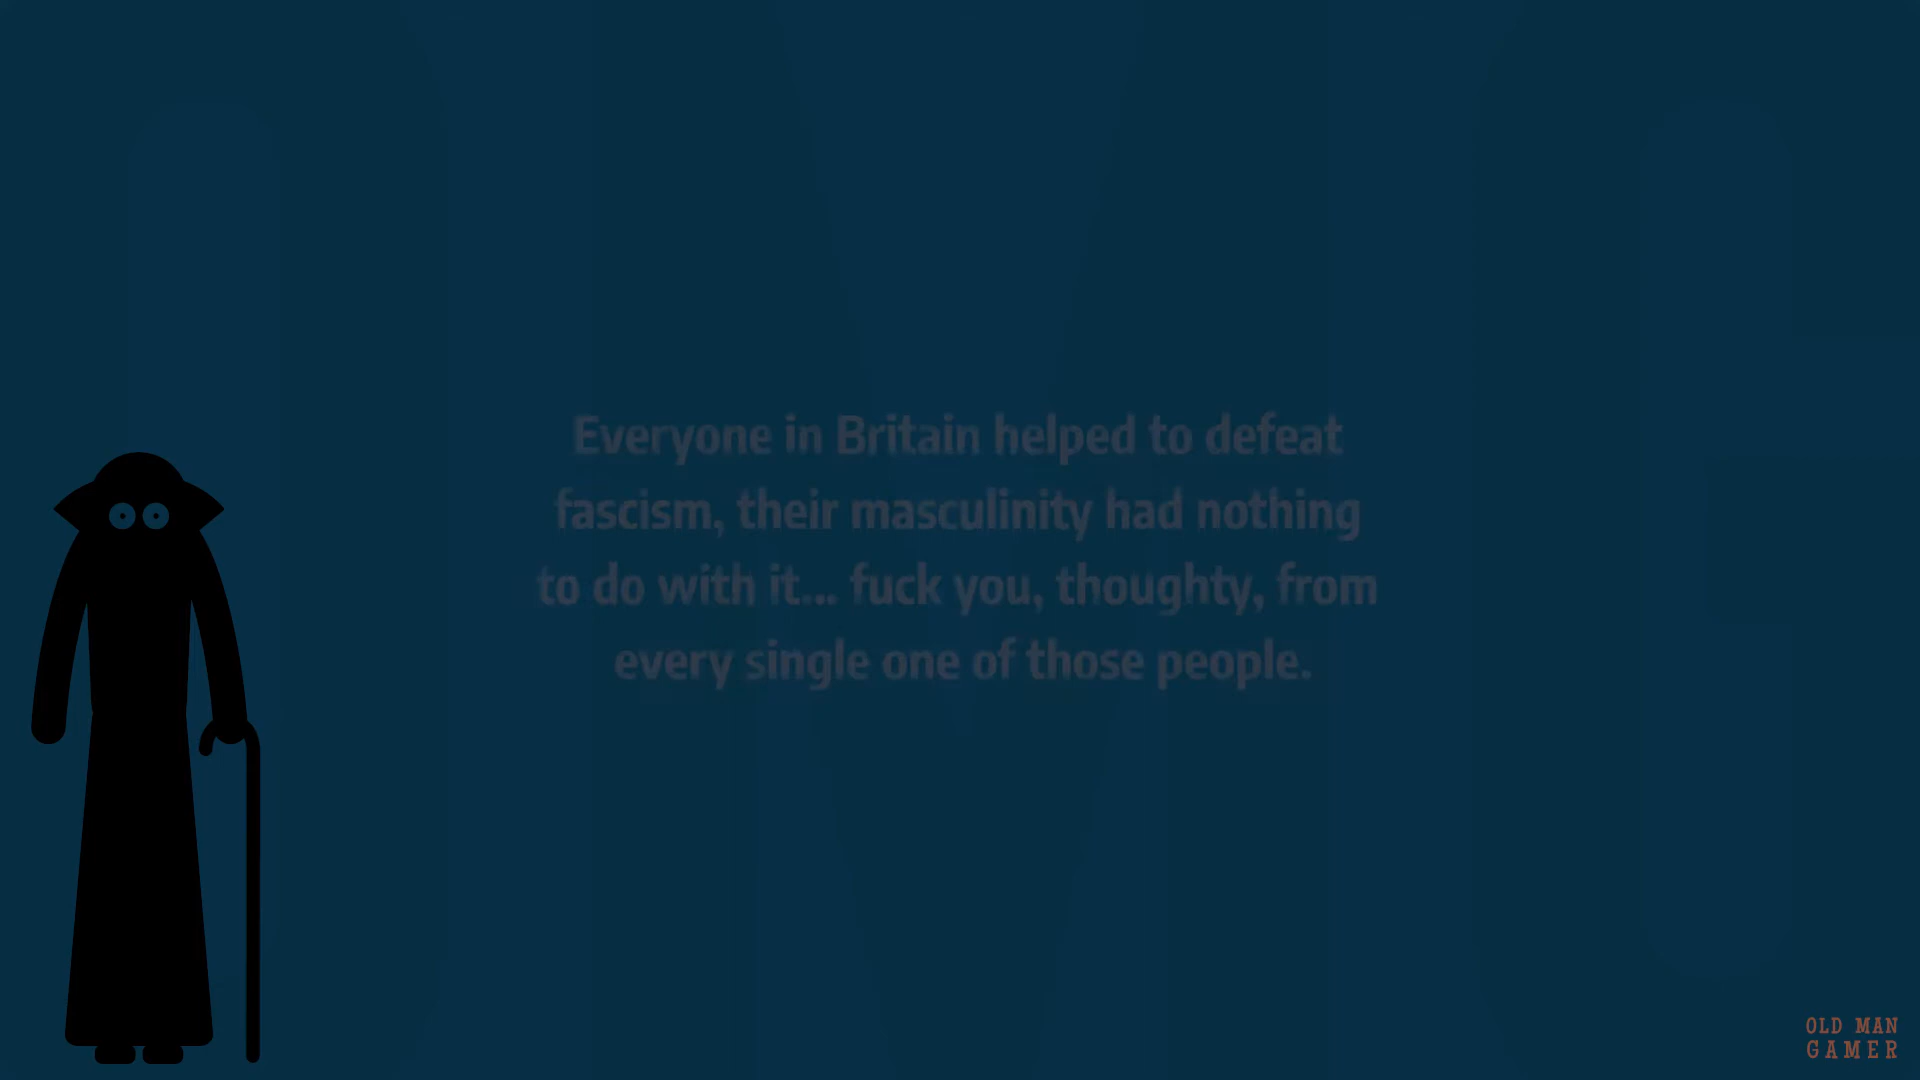 Everyone in Britain helped to defeat
fascism, their masculinity had nothing
to do with it... fuck you, thoughty, from
every single one of those people.
OLD MAN
GAMER